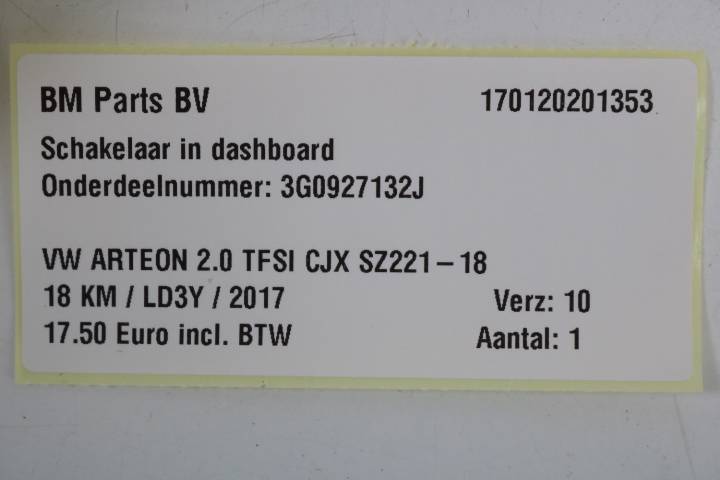 BM Parts BV 170120201353
Schakelaar in dashboard
Onderdeelnummer: 3G0927132J
VW ARTEON 2.0 TFSI CJX SZ221-18
18 KM / LD3Y / 2017 Verz: 10
17.50 Euro incl. BTW Aantal: 1